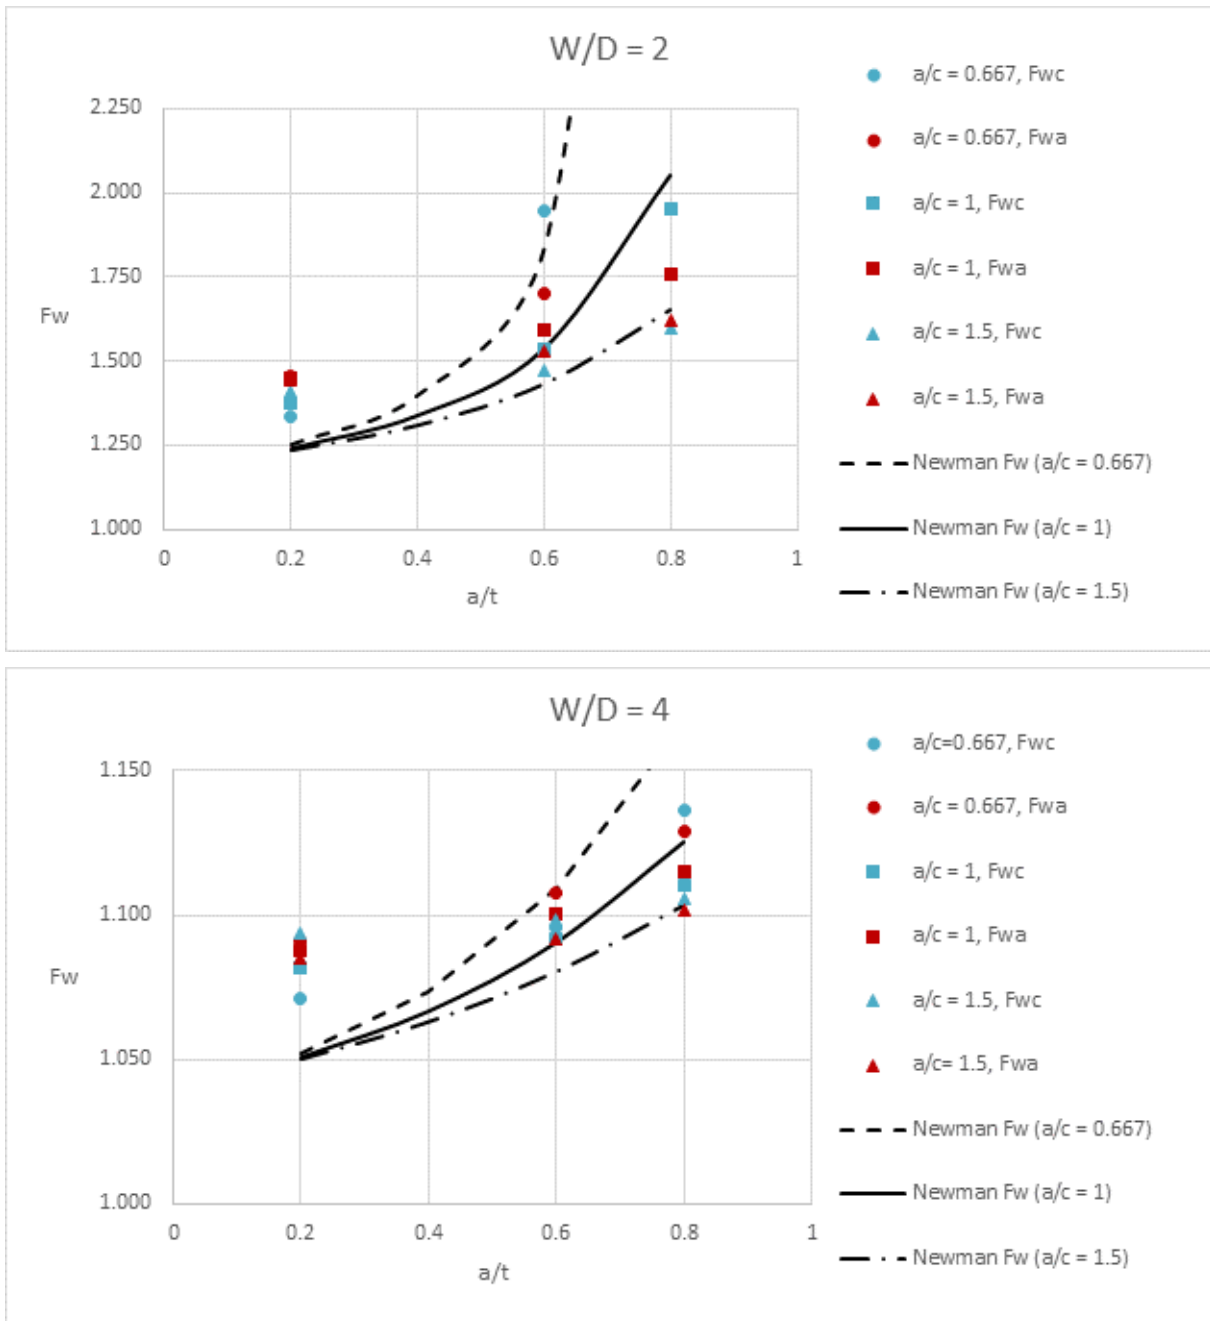 W/D = 2
2.250
2.000
1.750
1.500
1.250
1.000
Fw
0
0.2
0.4
0.6
0.8
1
a/t
a/c = 0.667, Fwc
a/c = 0.667, Fwa
a/c = 1, Fwc
a/c = 1, Fwa
a/c = 1.5, Fwc
a/c = 1.5, Fwa
Newman Fw (a/c = 0.667)
Newman Fw (a/c = 1)
Newman Fw (a/c = 1.5)
W/D = 4
1.150
1.100
1.050
1.000
Fw
0
0.2
0.4
0.6
0.8
1
a/t
a/c=0.667, Fwc
a/c = 0.667, Fwa
a/c = 1, Fwc
a/c = 1, Fwa
a/c = 1.5, Fwc
a/c= 1.5, Fwa
Newman Fw (a/c = 0.667)
Newman Fw (a/c = 1)
Newman Fw (a/c = 1.5)